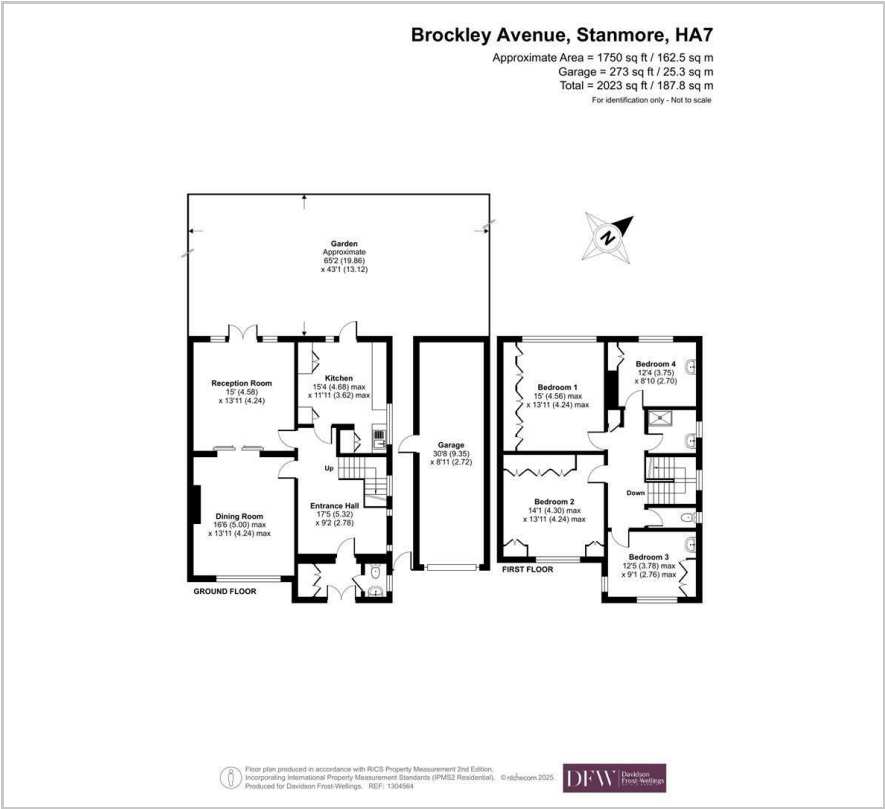 Brockley Avenue, Stanmore, HA7
Approximate Area = 1750 sq ft / 162.5 sq m
Garage = 273 sq ft / 25.3 sq m
Total = 2023 sq ft / 187.8 sq m
For identification only - Not to scale
Garden
Approximate
65'2 (19.86)
x 43'1 (13.12)
N
Reception Room
15' (4.58)
x 13'11 (4.24)
Kitchen
15'4 (4.68) max
x 11'11 (3.62) max
Up
Dining Room
16'6 (5.00) max
x 13'11 (4.24) max
Entrance Hall
17'5 (5.32)
x 9'2 (2.78)
GROUND FLOOR
Garage
30'8 (9.35)
x 8'11 (2.72)
Bedroom 1
15' (4.56) max
x 13'11 (4.24) max
Bedroom 4
12'4 (3.75)
x 8'10 (2.70)
Bedroom 2
14'1 (4.30) max
x 13'11 (4.24) max
Down
Bedroom 3
12'5 (3.78) max
x 9'1 (2.76) max
FIRST FLOOR
Floor plan produced in accordance with RICS Property Measurement 2nd Edition,
Incorporating International Property Measurement Standards (IPMS2 Residential). © nichecom 2025.
Produced for Davidson Frost-Wellings. REF: 1304564
DFW
Davidson
Frost-Wellings